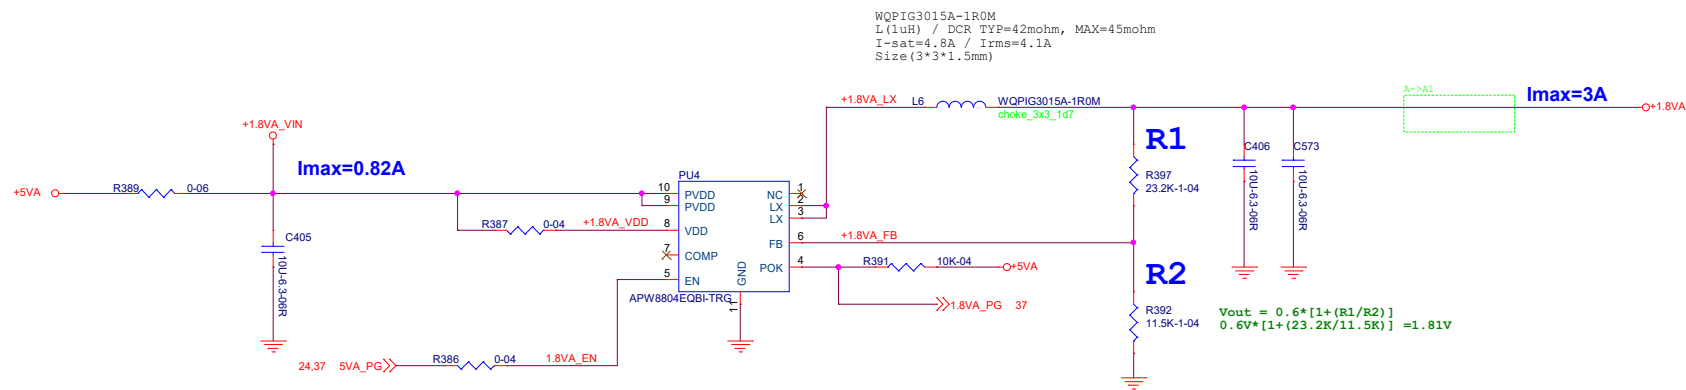 WQPIG3015A-1R0M
L(1uH) / DCR TYP=42mohm, MAX=45mohm
I-sat=4.8A / Irms=4.1A
Size(3*3*1.5mm)
A->A1
+1.8VA_LX
L6
WQPIG3015A-1R0M
choke_3x3_1d7
Imax=3A
+1.8VA
+1.8VA_VIN
R1
C406
10U-6.3-06R
C573
10U-6.3-06R
Imax=0.82A
PU4
R397
23.2K-1-04
+5VA
R389
0-06
10
PVDD
9
PVDD
NC
1
LX
2
LX
3
R387
0-04
+1.8VA_VDD
8
VDD
FB
6
+1.8VA_FB
C405
10U-6.3-06R
7
COMP
POK
4
R391
10K-04
+5VA
R2
5
EN
GND
11
APW8804EQBI-TRG
1.8VA_PG
37
R392
11.5K-1-04
Vout = 0.6*[1+(R1/R2)]
0.6V*[1+(23.2K/11.5K)] =1.81V
24,37
5VA_PG
R386
0-04
1.8VA_EN